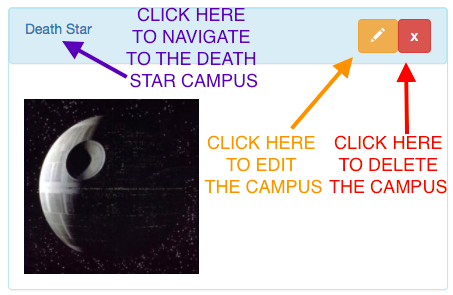 Death Star
CLICK HERE
TO NAVIGATE
TO THE DEATH
STAR CAMPUS
x
CLICK HERE
TO EDIT
THE CAMPUS
CLICK HERE
TO DELETE
THE CAMPUS